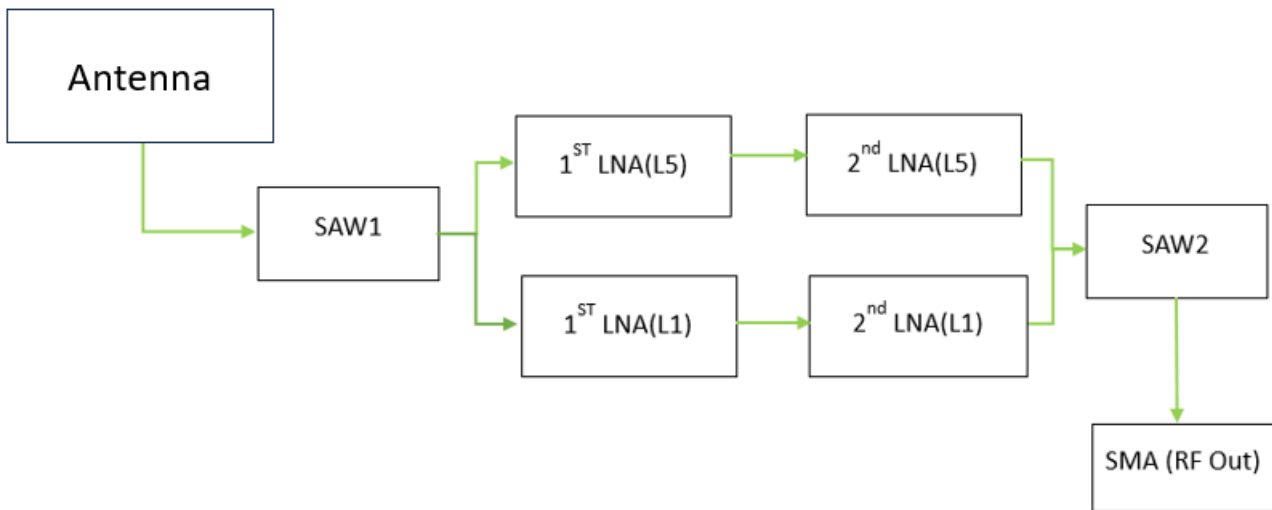 Antenna
SAW1
1ST LNA(L5)
2nd LNA(L5)
1ST LNA(L1)
2nd LNA(L1)
SAW2
SMA (RF Out)